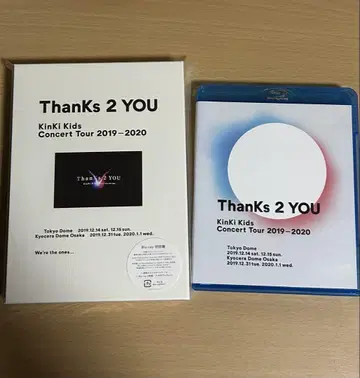 ThanKs 2 YOU
KinKi Kids
Concert Tour 2019–2020
ThanKs 2 YOU
Tokyo Dome 2019.12.14 sat. 12.15 sun.
Kyocera Dome Osaka 2019.12.31 tue. 2020.1.1 wed.
We're the ones...
Blu-ray
ThanKs 2 YOU
KinKi Kids
Concert Tour 2019–2020
Tokyo Dome
2019.12.14 sat. 12.15 sun.
Kyocera Dome Osaka
2019.12.31 tue. 2020.1.1 wed.